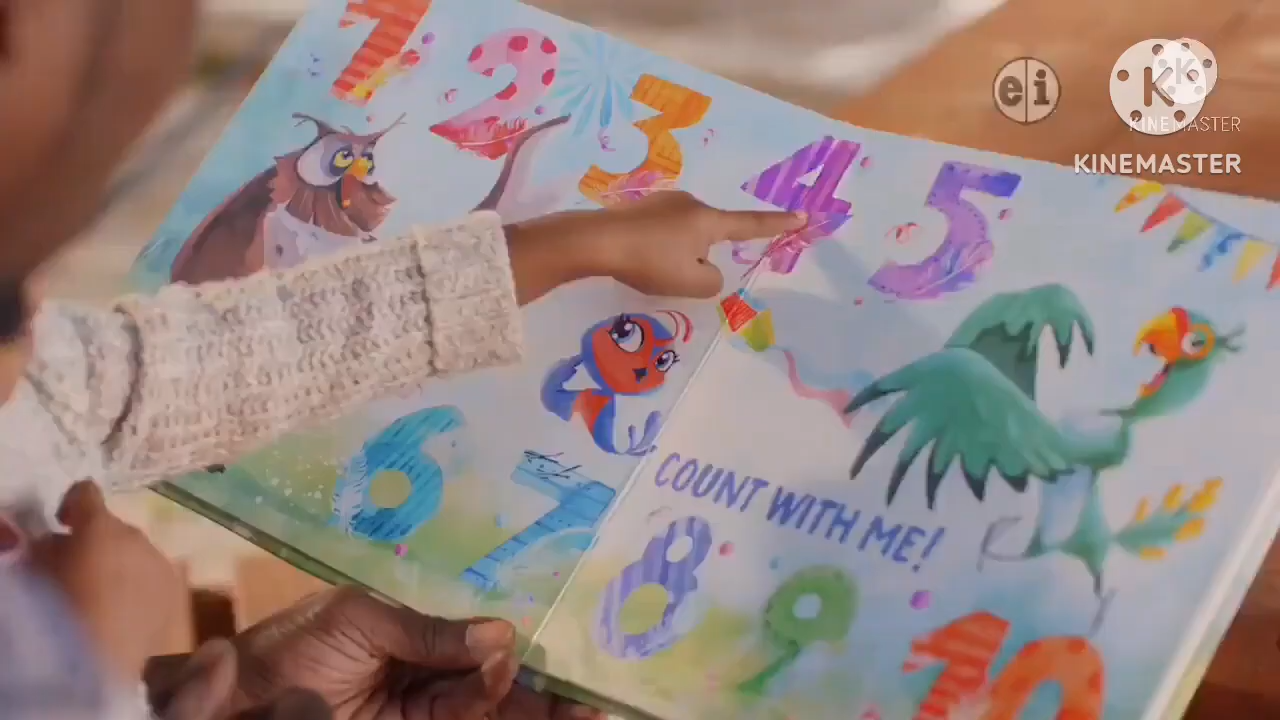 1 2 3 4 5
6 7
COUNT WITH ME!
8 9 10
ei
K K
KINEMASTER
KINEMASTER